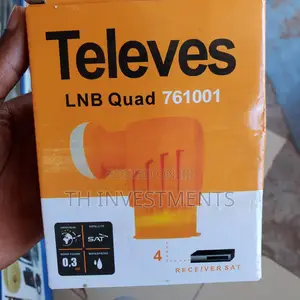 Televes
LNB Quad 761001
TH INVESTMENTS
SAT
0.3
4
RECEIVER SAT